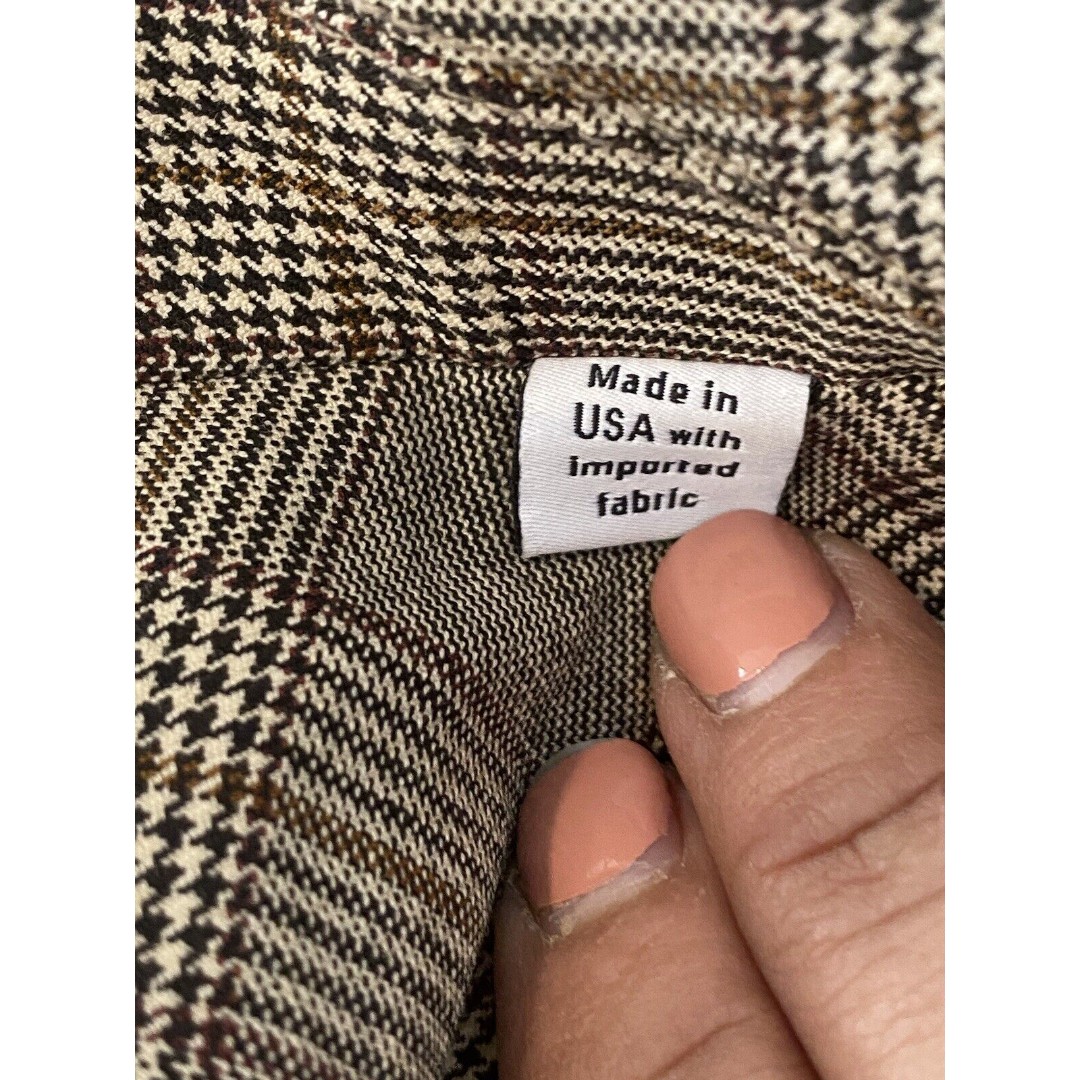 Made in
USA with
imported
fabric